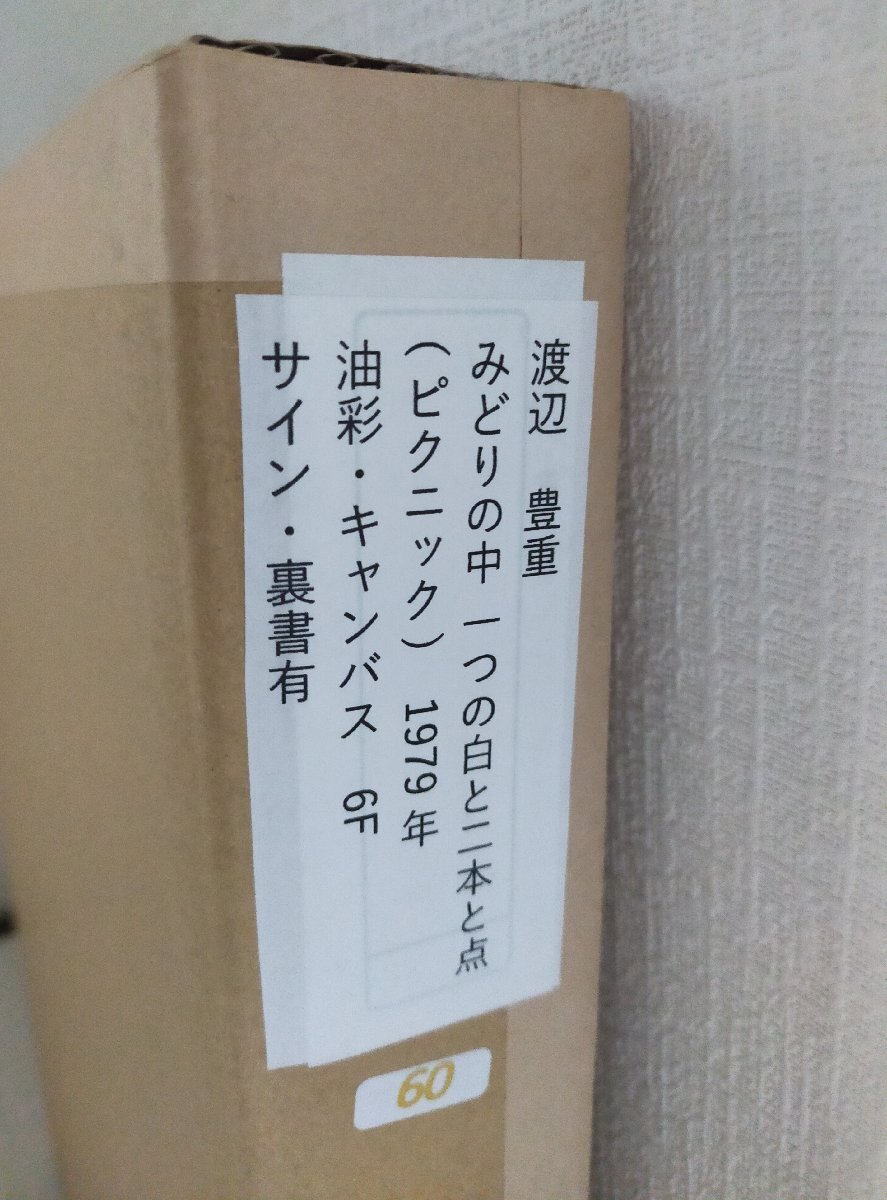 渡辺　豊重
みどりの中 一つの白と二本と点
（ピクニック）　1979年
油彩・キャンバス　6F
サイン・裏書有
60